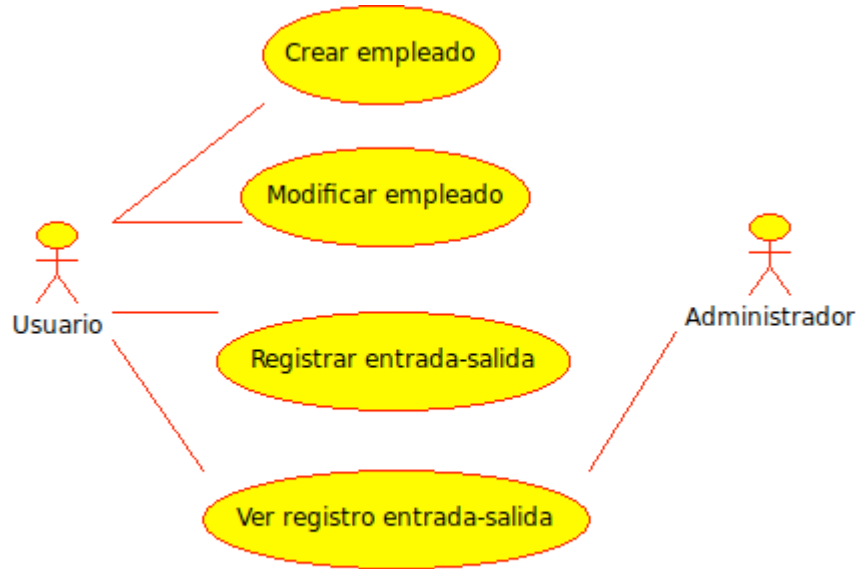 Crear empleado
Modificar empleado
Usuario
Administrador
Registrar entrada-salida
Ver registro entrada-salida